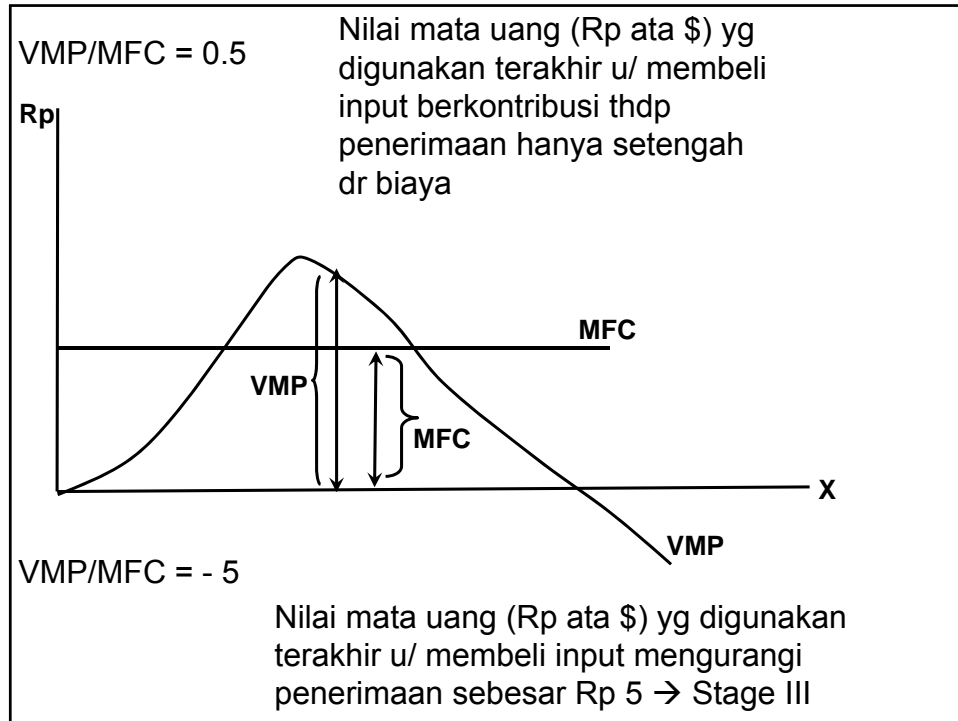 VMP/MFC = 0.5
Nilai mata uang (Rp ata $) yg
digunakan terakhir u/ membeli
input berkontribusi thdp
penerimaan hanya setengah
dr biaya
Rp
MFC
VMP
MFC
X
VMP
VMP/MFC = - 5
Nilai mata uang (Rp ata $) yg digunakan
terakhir u/ membeli input mengurangi
penerimaan sebesar Rp 5 → Stage III